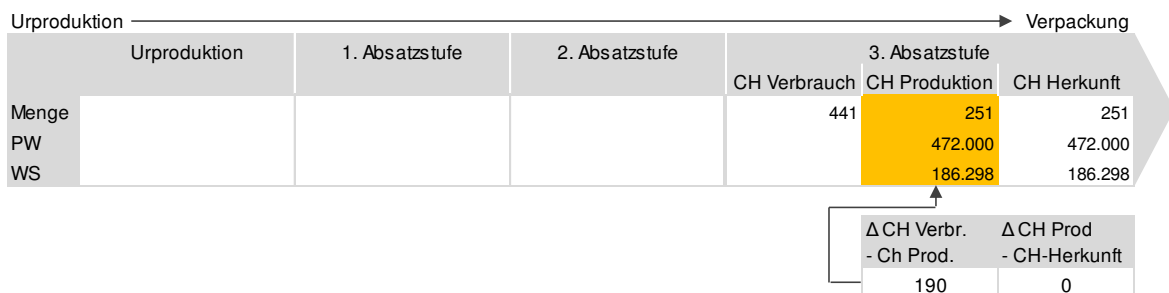 Urproduktion Verpackung
Urproduktion 1. Absatzstufe 2. Absatzstufe 3. Absatzstufe
CH Verbrauch CH Produktion CH Herkunft
Menge 441 251 251
PW 472.000 472.000
WS 186.298 186.298
Δ CH Verbr. Δ CH Prod
- Ch Prod. - CH-Herkunft
190 0